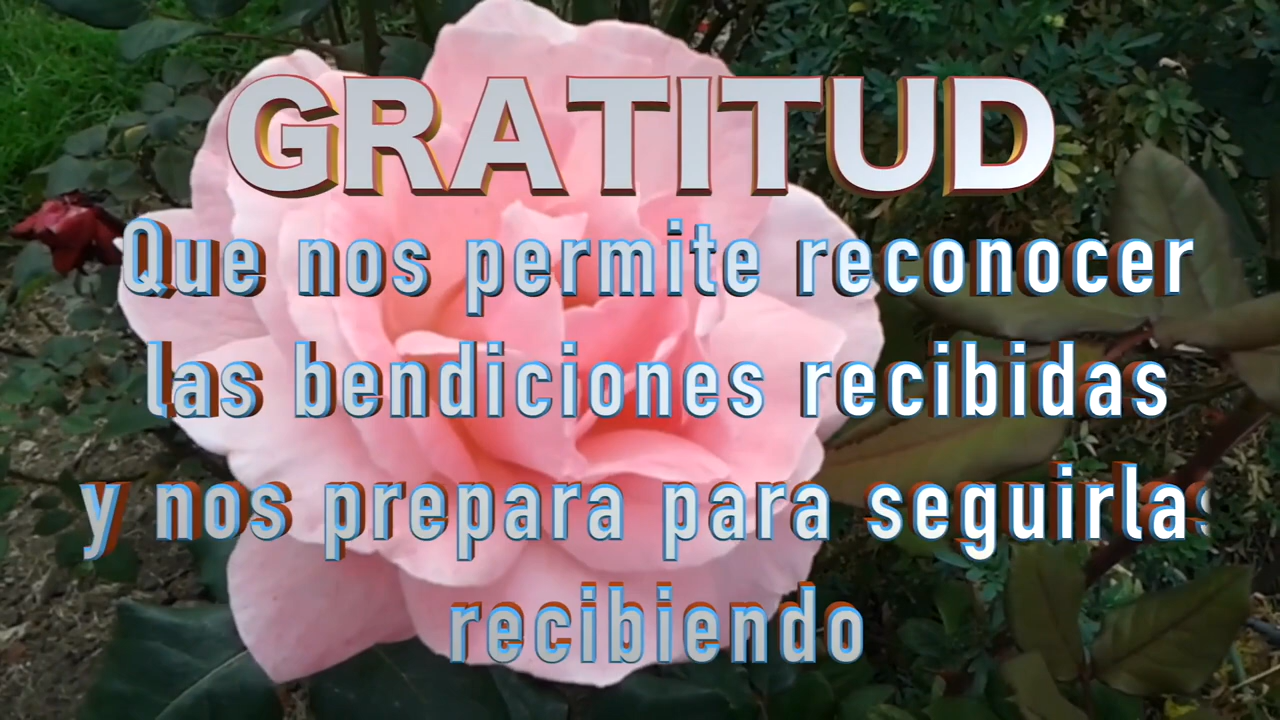 GRATITUD
Que nos permite reconocer
las bendiciones recibidas
y nos prepara para seguirlas
recibiendo